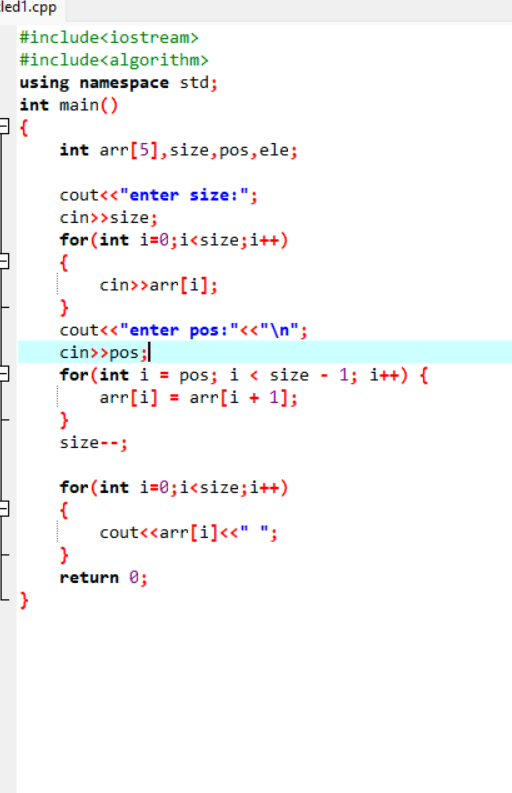 led1.cpp
#include<iostream>
#include<algorithm>
using namespace std;
int main()
{
    int arr[5],size,pos,ele;

    cout<<"enter size:";
    cin>>size;
    for(int i=0;i<size;i++)
    {
        cin>>arr[i];
    }
    cout<<"enter pos:"<<"\n";
    cin>>pos;
    for(int i = pos; i < size - 1; i++) {
        arr[i] = arr[i + 1];
    }
    size--;

    for(int i=0;i<size;i++)
    {
        cout<<arr[i]<<" ";
    }
    return 0;
}